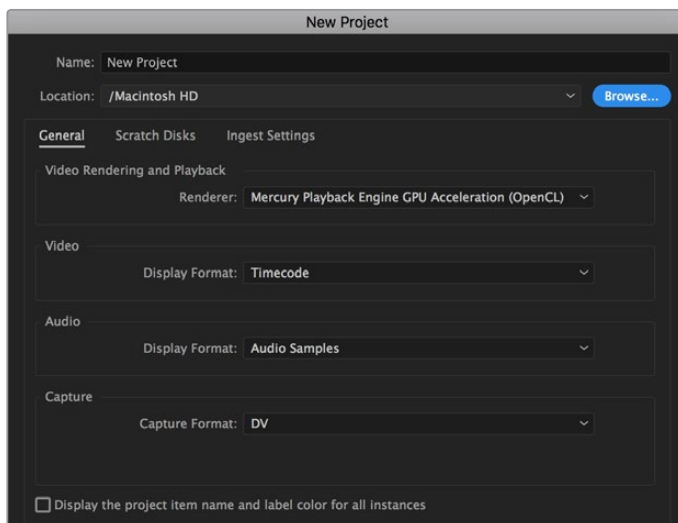 New Project
Name: New Project
Location: /Macintosh HD Browse...
General Scratch Disks Ingest Settings
Video Rendering and Playback
Renderer: Mercury Playback Engine GPU Acceleration (OpenCL)
Video
Display Format: Timecode
Audio
Display Format: Audio Samples
Capture
Capture Format: DV
Display the project item name and label color for all instances